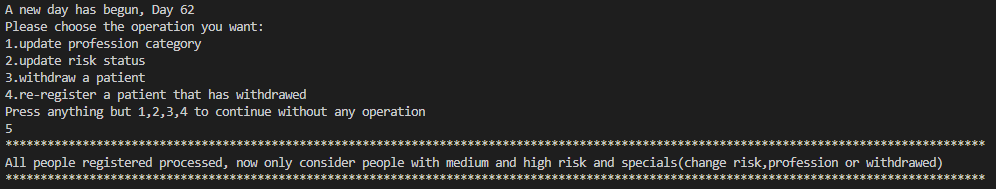 A new day has begun, Day 62
Please choose the operation you want:
1.update profession category
2.update risk status
3.withdraw a patient
4.re-register a patient that has withdrawed
Press anything but 1,2,3,4 to continue without any operation
5
********************************************************************************************************************************************
All people registered processed, now only consider people with medium and high risk and specials(change risk,profession or withdrawed)
********************************************************************************************************************************************